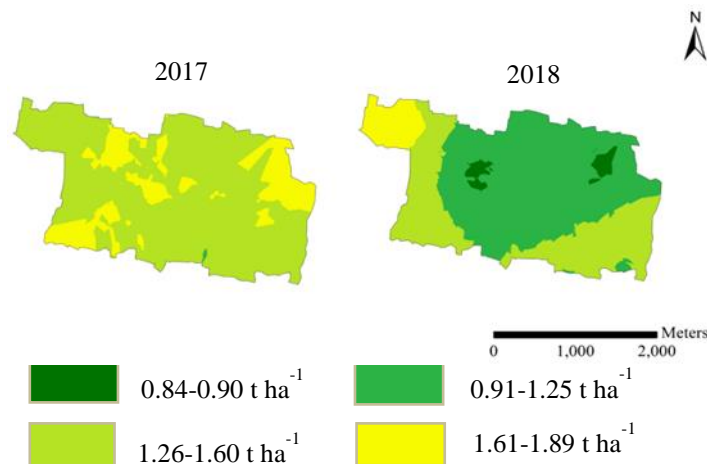 N
2017 2018
Meters
0 1,000 2,000
0.84-0.90 t ha⁻¹ 0.91-1.25 t ha⁻¹
1.26-1.60 t ha⁻¹ 1.61-1.89 t ha⁻¹